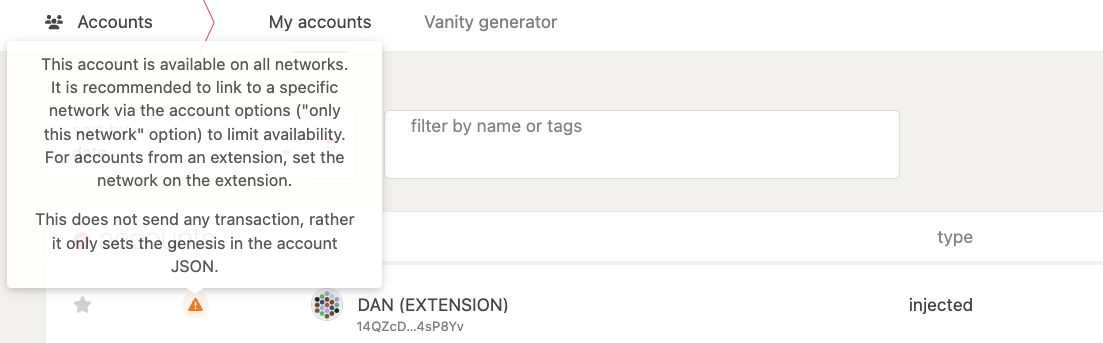 Accounts
My accounts
Vanity generator
This account is available on all networks.
It is recommended to link to a specific
network via the account options ("only
this network" option) to limit availability.
For accounts from an extension, set the
network on the extension.
This does not send any transaction, rather
it only sets the genesis in the account
JSON.
date
filter by name or tags
accounts
type
DAN (EXTENSION)
injected
14QZcD...4sP8Yv